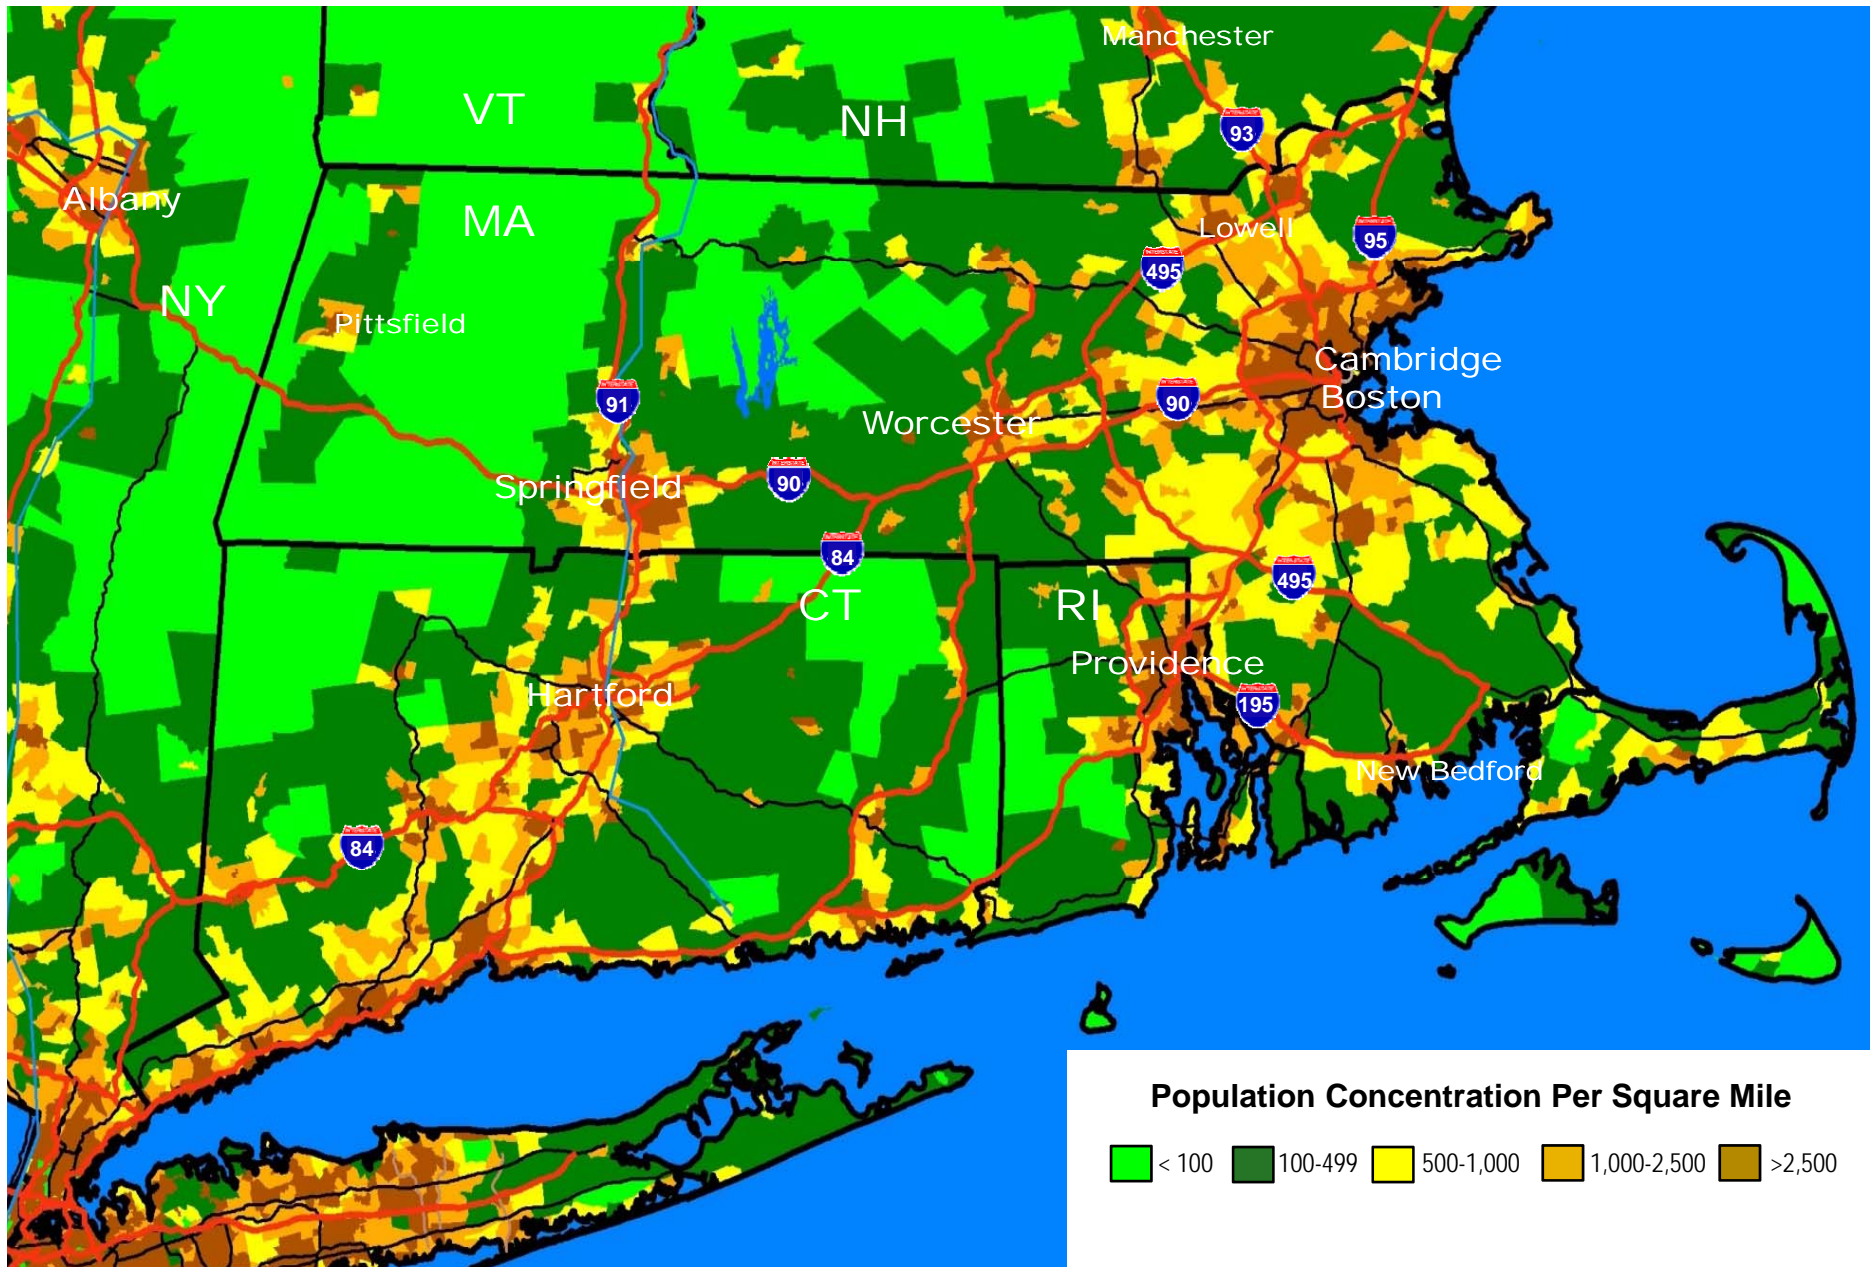 Manchester
VT
NH
93
Albany
MA
Lowell
95
495
NY
Pittsfield
Cambridge
91
90
Boston
Worcester
Springfield
90
84
495
CT
RI
Providence
Hartford
195
New Bedford
84
Population Concentration Per Square Mile
< 100
100-499
500-1,000
1,000-2,500
>2,500